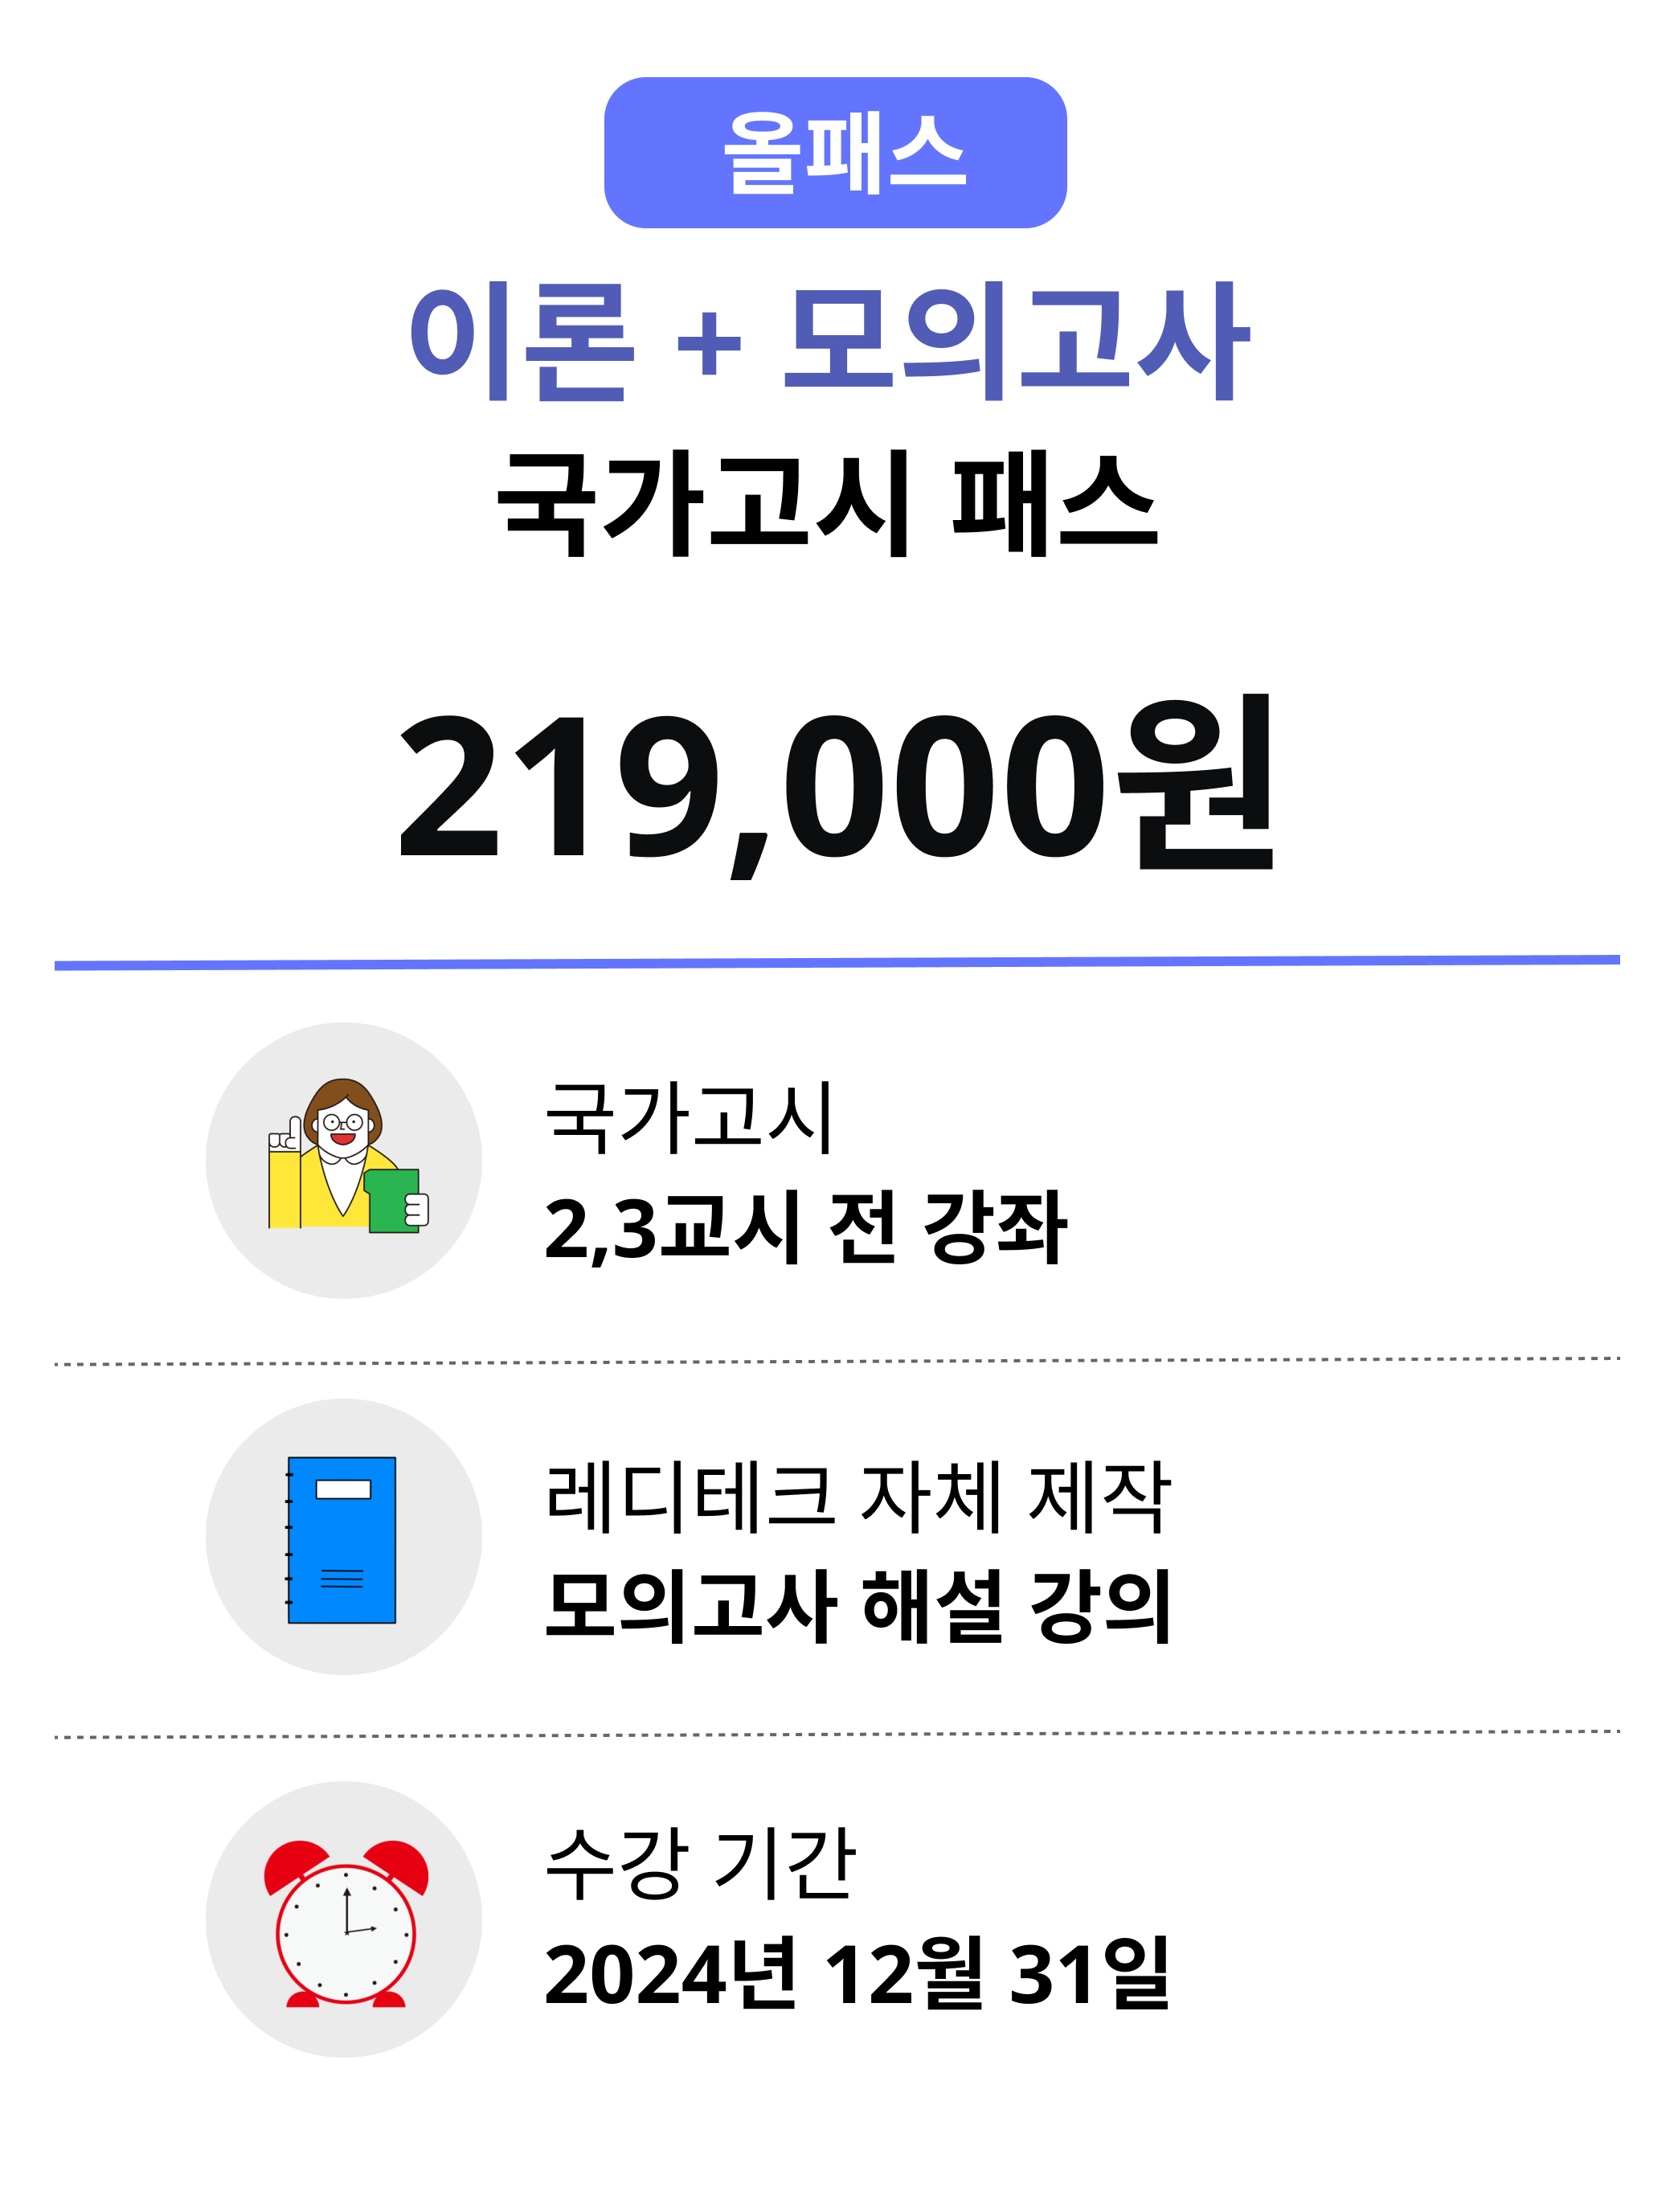 올패스
이론 + 모의고사
국가고시 패스
219,000원
국가고시
2,3교시 전 강좌
레디테크 자체 제작
모의고사 해설 강의
수강 기간
2024년 12월 31일